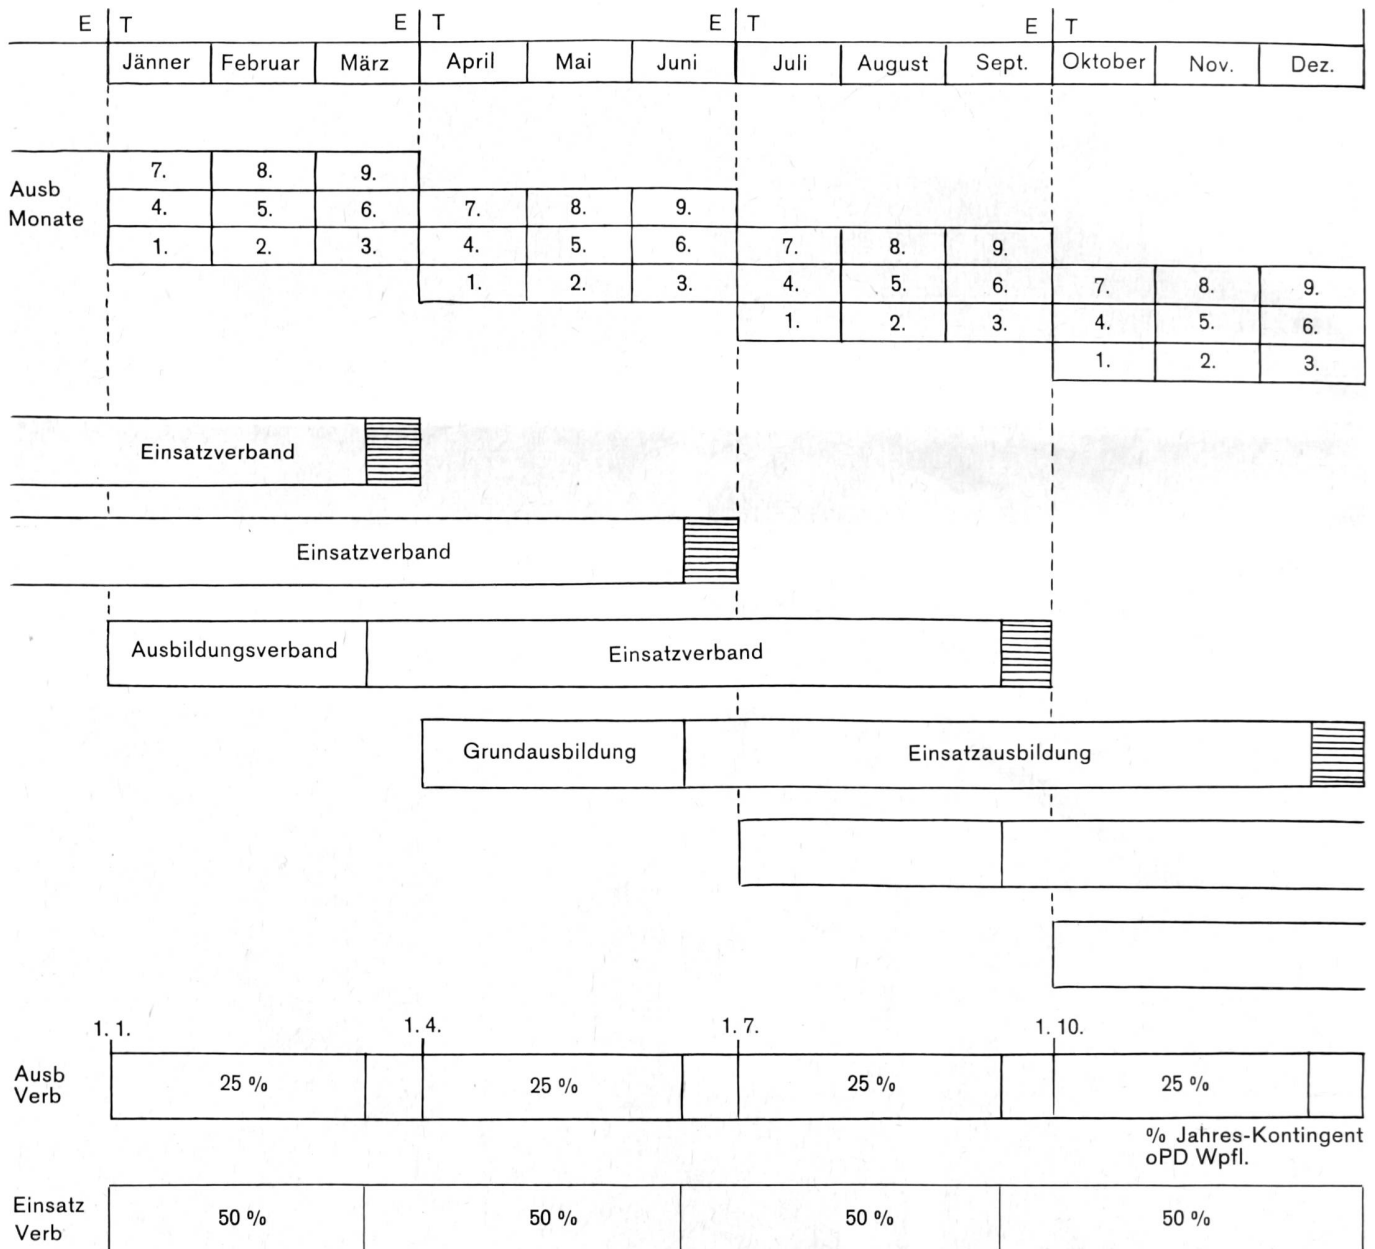 E T E T E T E T
Jänner Februar März April Mai Juni Juli August Sept. Oktober Nov. Dez.
7. 8. 9.
Ausb
Monate
4. 5. 6. 7. 8. 9.
1. 2. 3. 4. 5. 6. 7. 8. 9.
1. 2. 3. 4. 5. 6. 7. 8. 9.
1. 2. 3. 4. 5. 6.
1. 2. 3.
Einsatzverband
Einsatzverband
Ausbildungsverband Einsatzverband
Grundausbildung Einsatzausbildung
1. 1. 1. 4. 1. 7. 1. 10.
Ausb
Verb
25 % 25 % 25 % 25 %
% Jahres-Kontingent
oPD Wpfl.
Einsatz
Verb
50 % 50 % 50 % 50 %